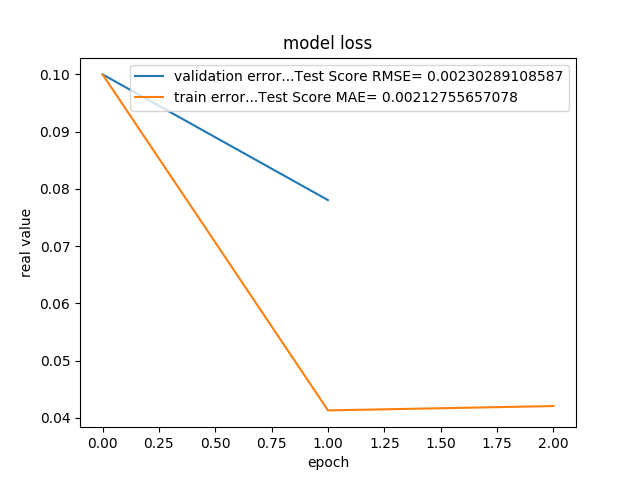 model loss
validation error...Test Score RMSE= 0.00230289108587
train error...Test Score MAE= 0.00212755657078
0.10
0.09
0.08
0.07
0.06
0.05
0.04
real value
0.00 0.25 0.50 0.75 1.00 1.25 1.50 1.75 2.00
epoch